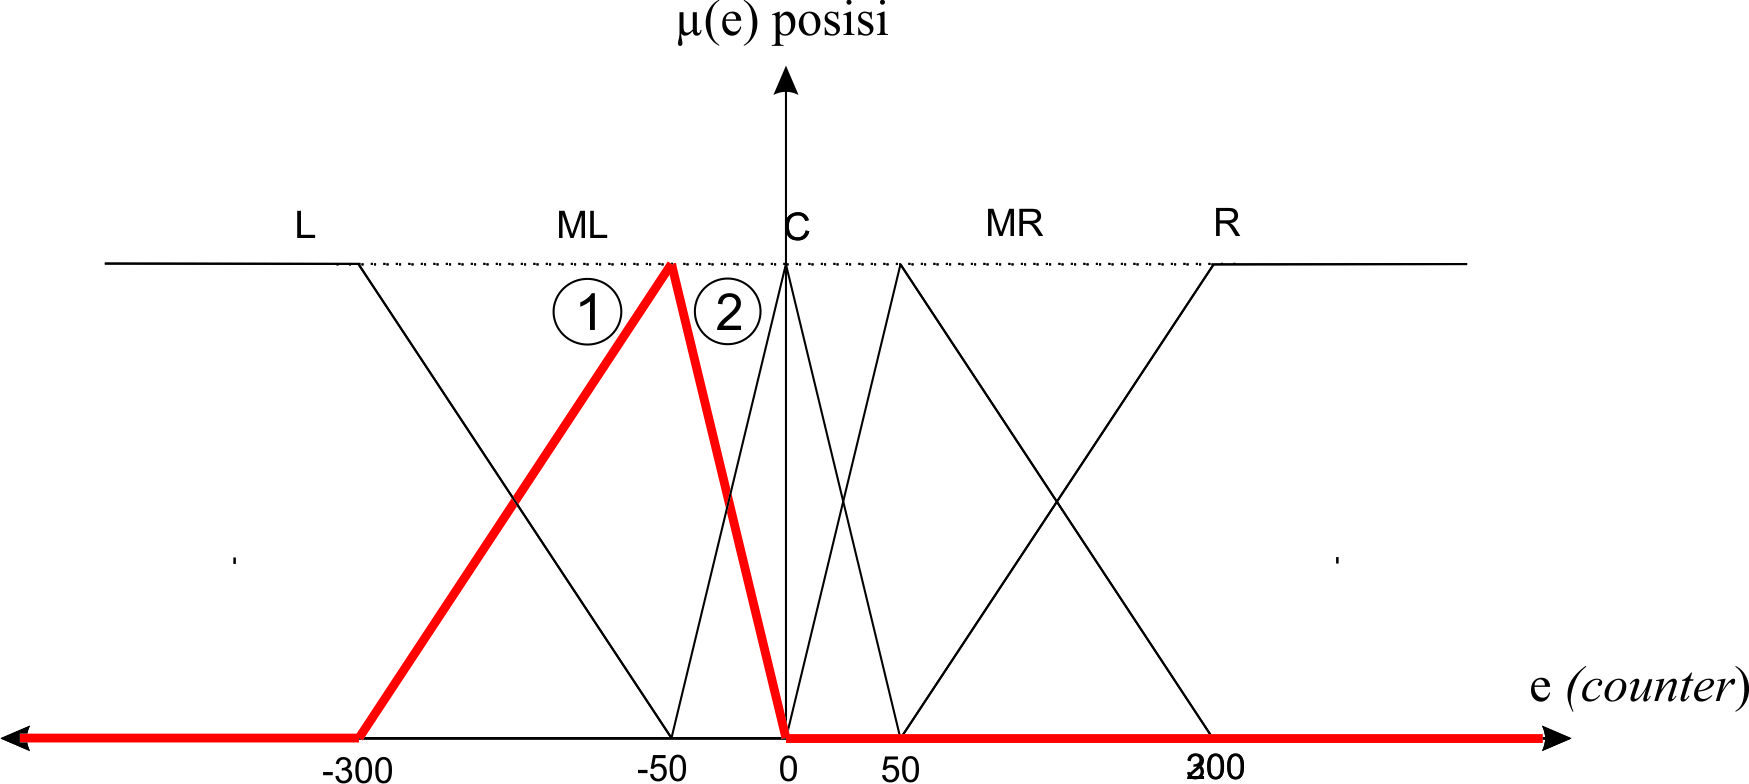 µ(e) posisi
L ML C MR R
1 2
e (counter)
-300 -50 0 50